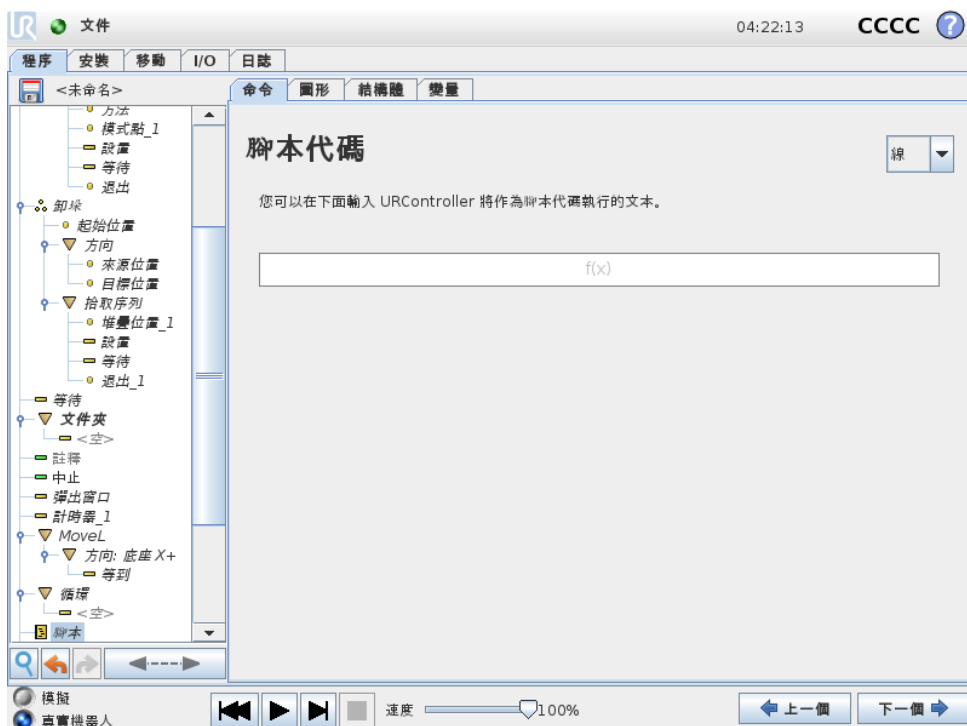 文件
04:22:13
CCCC
?
程序 安裝 移動 I/O 日誌
<未命名>
命令 圖形 結構體 變量
方法
模式點_1
設置
等待
退出
卸垛
起始位置
方向
來源位置
目標位置
拾取序列
堆疊位置_1
設置
等待
退出_1
等待
文件夾
<空>
註釋
中止
彈出窗口
計時器_1
MoveL
方向: 底座 X+
等到
循環
<空>
腳本
腳本代碼
線
您可以在下面輸入 URController 將作為腳本代碼執行的文本。
f(x)
模擬
真實機器人
速度
100%
上一個
下一個